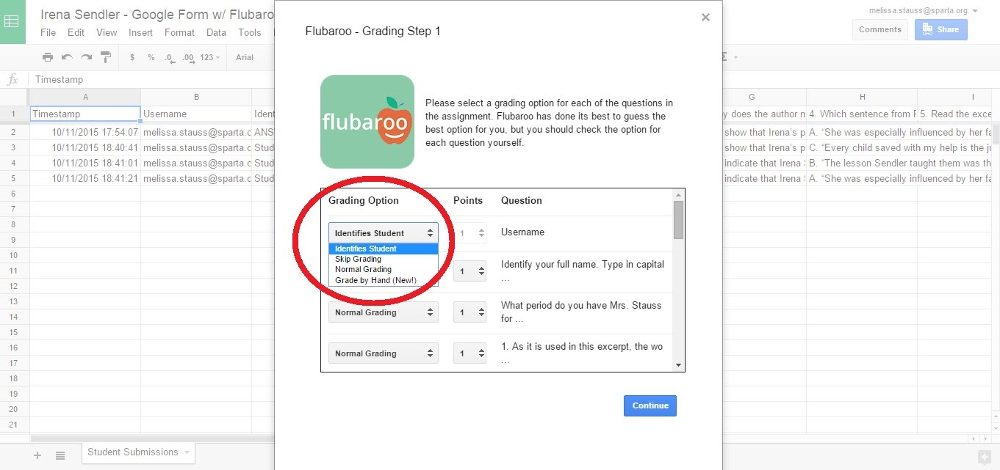 Irena Sendler - Google Form w/ Flubaro
melissa.stauss@sparta.org
File Edit View Insert Format Data Tools
Comments Share
$ % .0 .00 123 Arial
Σ
fx Timestamp
A B G H I
1 Timestamp Username Ident y does the author m 4. Which sentence from 5. Read the exce
2 10/11/2015 17:54:07 melissa.stauss@sparta.c ANS show that Irena's p A. “She was especially influenced by her fa
3 10/11/2015 18:40:41 melissa.stauss@sparta.c Stud show that Irena's p C. “Every child saved with my help is the ju
4 10/11/2015 18:41:01 melissa.stauss@sparta.c Stud indicate that Irena B. “The lesson Sendler taught them was th
5 10/11/2015 18:41:21 melissa.stauss@sparta.c Stud indicate that Irena A. “She was especially influenced by her fa
6
7
8
9
10
11
12
13
14
15
16
17
18
19
20
21
Student Submissions
Flubaroo - Grading Step 1
flubaroo
Please select a grading option for each of the questions in
the assignment. Flubaroo has done its best to guess the
best option for you, but you should check the option for
each question yourself.
Grading Option Points Question
Identifies Student 1 Username
Identifies Student
Skip Grading
Normal Grading
Grade by Hand (New!)
1 Identify your full name. Type in capital
...
Normal Grading 1 What period do you have Mrs. Stauss
for ...
Normal Grading 1 1. As it is used in this excerpt, the wo
...
Continue